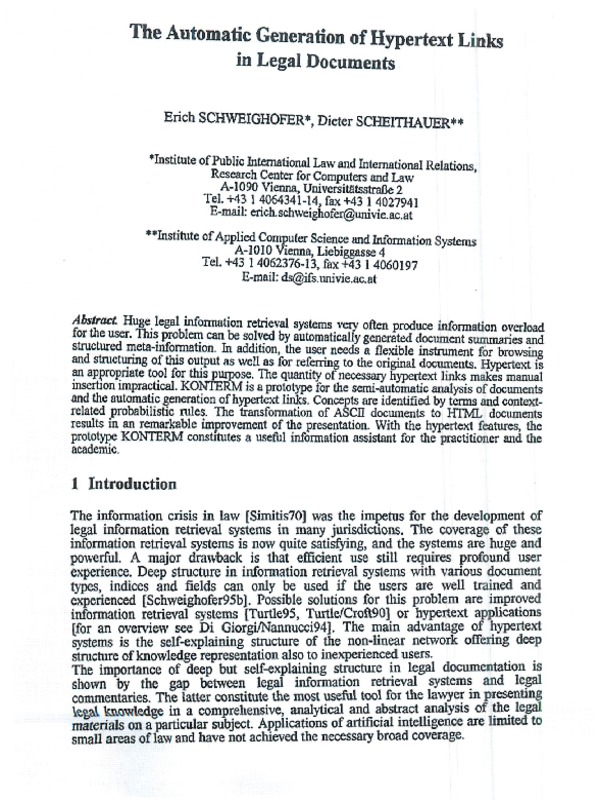 The Automatic Generation of Hypertext Links
in Legal Documents
Erich SCHWEIGHOFER*, Dieter SCHEITHAUER**
*Institute of Public International Law and International Relations,
Research Center for Computers and Law
A-1090 Vienna, Universitätsstraße 2
Tel. +43 1 4064341-14, fax +43 1 4027941
E-mail: erich.schweighofer@univie.ac.at
**Institute of Applied Computer Science and Information Systems
A-1010 Vienna, Liebiggasse 4
Tel. +43 1 4062376-13, fax +43 1 4060197
E-mail: ds@ifs.univie.ac.at
Abstract. Huge legal information retrieval systems very often produce information overload
for the user. This problem can be solved by automatically generated document summaries and
structured meta-information. In addition, the user needs a flexible instrument for browsing
and structuring of this output as well as for referring to the original documents. Hypertext is
an appropriate tool for this purpose. The quantity of necessary hypertext links makes manual
insertion impractical. KONTERM is a prototype for the semi-automatic analysis of documents
and the automatic generation of hypertext links. Concepts are identified by terms and context-
related probabilistic rules. The transformation of ASCII documents to HTML documents
results in an remarkable improvement of the presentation. With the hypertext features, the
prototype KONTERM constitutes a useful information assistant for the practitioner and the
academic.
1 Introduction
The information crisis in law [Simitis70] was the impetus for the development of
legal information retrieval systems in many jurisdictions. The coverage of these
information retrieval systems is now quite satisfying, and the systems are huge and
powerful. A major drawback is that efficient use still requires profound user
experience. Deep structure in information retrieval systems with various document
types, indices and fields can only be used if the users are well trained and
experienced [Schweighofer95b]. Possible solutions for this problem are improved
information retrieval systems [Turtle95, Turtle/Croft90] or hypertext applications
[for an overview see Di Giorgi/Nannucci94]. The main advantage of hypertext
systems is the self-explaining structure of the non-linear network offering deep
structure of knowledge representation also to inexperienced users.
The importance of deep but self-explaining structure in legal documentation is
shown by the gap between legal information retrieval systems and legal
commentaries. The latter constitute the most useful tool for the lawyer in presenting
legal knowledge in a comprehensive, analytical and abstract analysis of the legal
materials on a particular subject. Applications of artificial intelligence are limited to
small areas of law and have not achieved the necessary broad coverage.